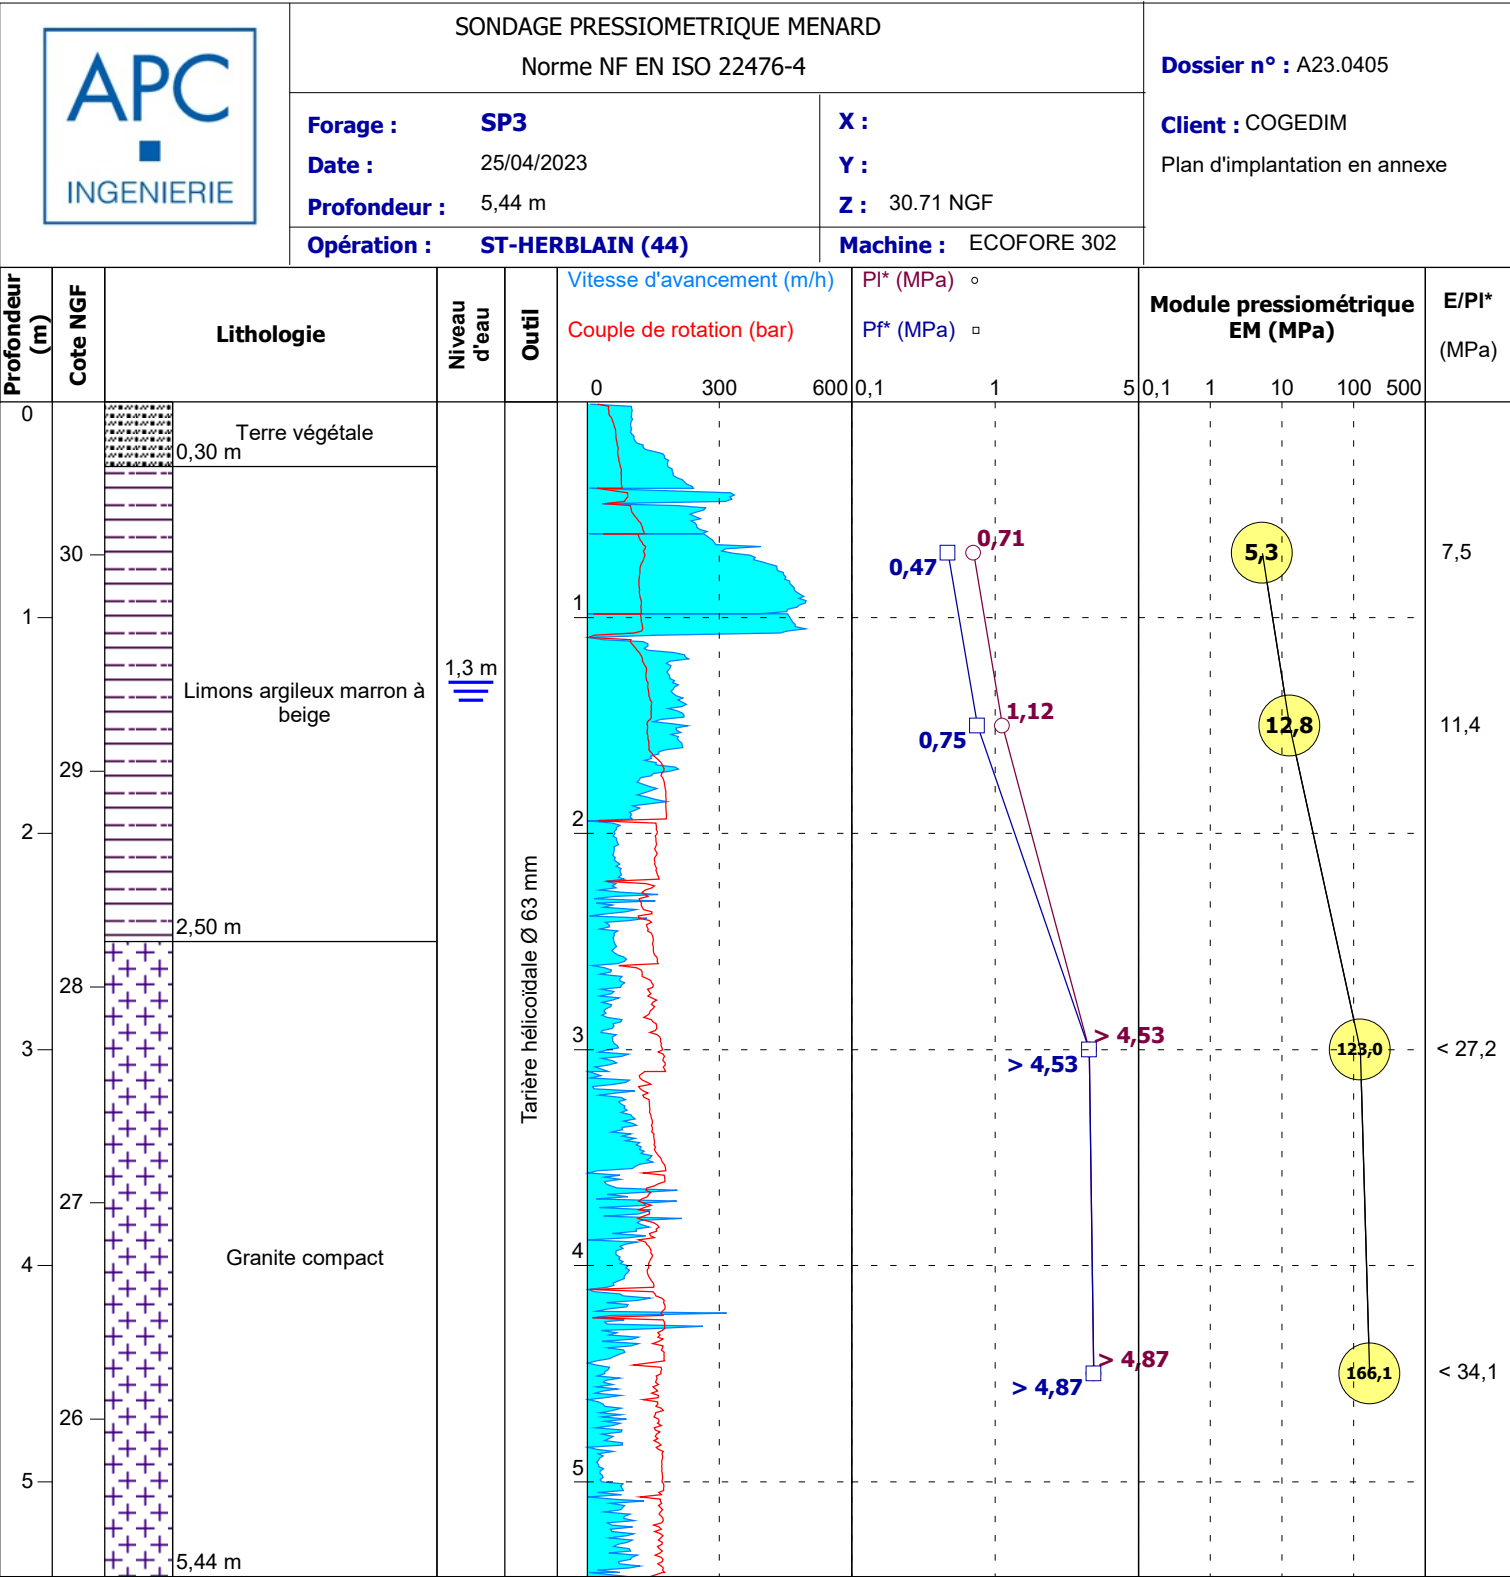 APC
INGENIERIE
SONDAGE PRESSIOMETRIQUE MENARD
Norme NF EN ISO 22476-4
Dossier n° : A23.0405
Client : COGEDIM
Plan d'implantation en annexe
Forage : SP3
Date : 25/04/2023
Profondeur : 5,44 m
X :
Y :
Z : 30.71 NGF
Opération : ST-HERBLAIN (44)
Machine : ECOFORE 302
Profondeur
(m)
Cote NGF
Lithologie
Niveau
d'eau
Outil
Vitesse d'avancement (m/h)
Couple de rotation (bar)
0 300 600
Pl* (MPa)
Pf* (MPa)
0,1 1 5
Module pressiométrique
EM (MPa)
0,1 1 10 100 500
E/Pl*
(MPa)
0
Terre végétale
0,30 m
30
0,71
0,47
5,3
7,5
1
1
1,3 m
Limons argileux marron à
beige
1,12
0,75
12,8
11,4
29
2
2
Tarière hélicoïdale Ø 63 mm
2,50 m
28
3
3
> 4,53
> 4,53
123,0
< 27,2
27
4
4
Granite compact
> 4,87
> 4,87
166,1
< 34,1
26
5
5
5,44 m